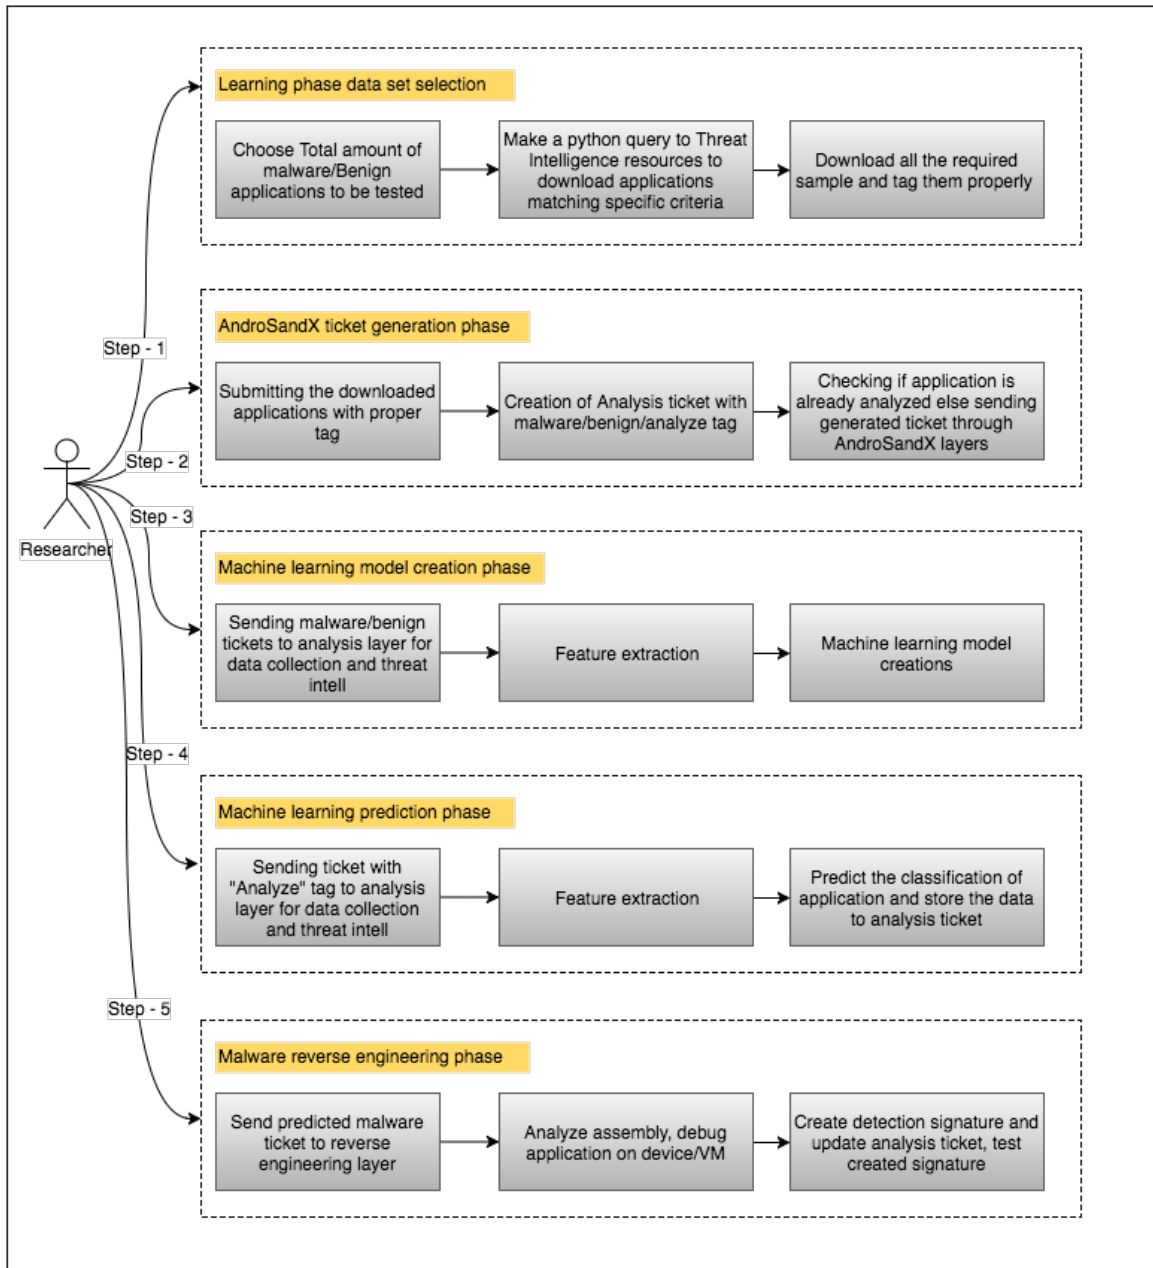 Learning phase data set selection
Choose Total amount of
malware/Benign
applications to be tested
Make a python query to Threat
Intelligence resources to
download applications
matching specific criteria
Download all the required
sample and tag them properly
Step - 1
AndroSandX ticket generation phase
Submitting the downloaded
applications with proper
tag
Creation of Analysis ticket with
malware/benign/analyze tag
Checking if application is
already analyzed else sending
generated ticket through
AndroSandX layers
Step - 2
Step - 3
Researcher
Machine learning model creation phase
Sending malware/benign
tickets to analysis layer for
data collection and threat
intell
Feature extraction
Machine learning model
creations
Step - 4
Machine learning prediction phase
Sending ticket with
"Analyze" tag to analysis
layer for data collection
and threat intell
Feature extraction
Predict the classification of
application and store the data
to analysis ticket
Step - 5
Malware reverse engineering phase
Send predicted malware
ticket to reverse
engineering layer
Analyze assembly, debug
application on device/VM
Create detection signature and
update analysis ticket, test
created signature